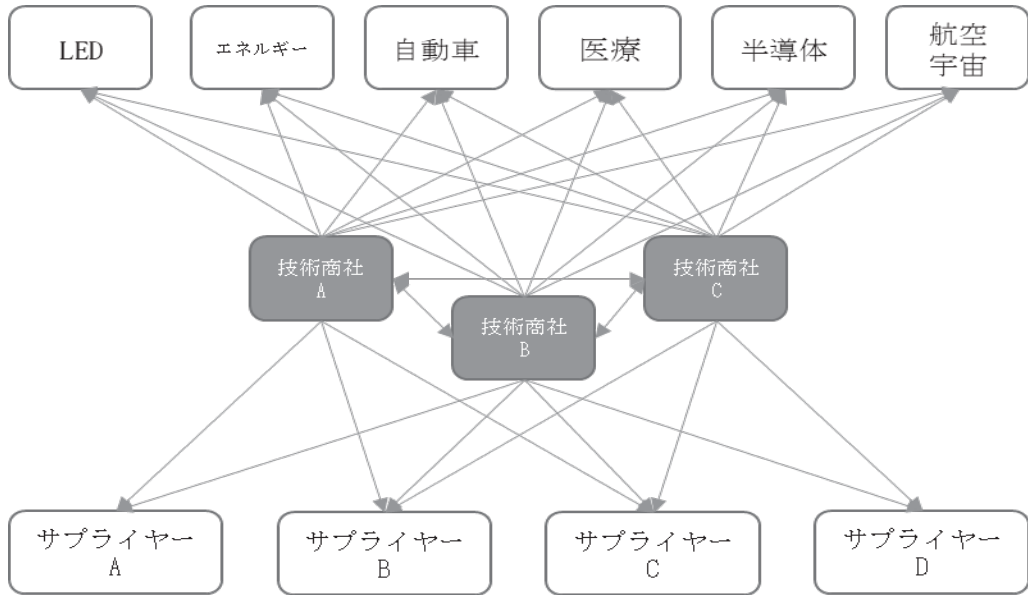 LED
エネルギー
自動車
医療
半導体
航空
宇宙
技術商社
A
技術商社
C
技術商社
B
サプライヤー
A
サプライヤー
B
サプライヤー
C
サプライヤー
D